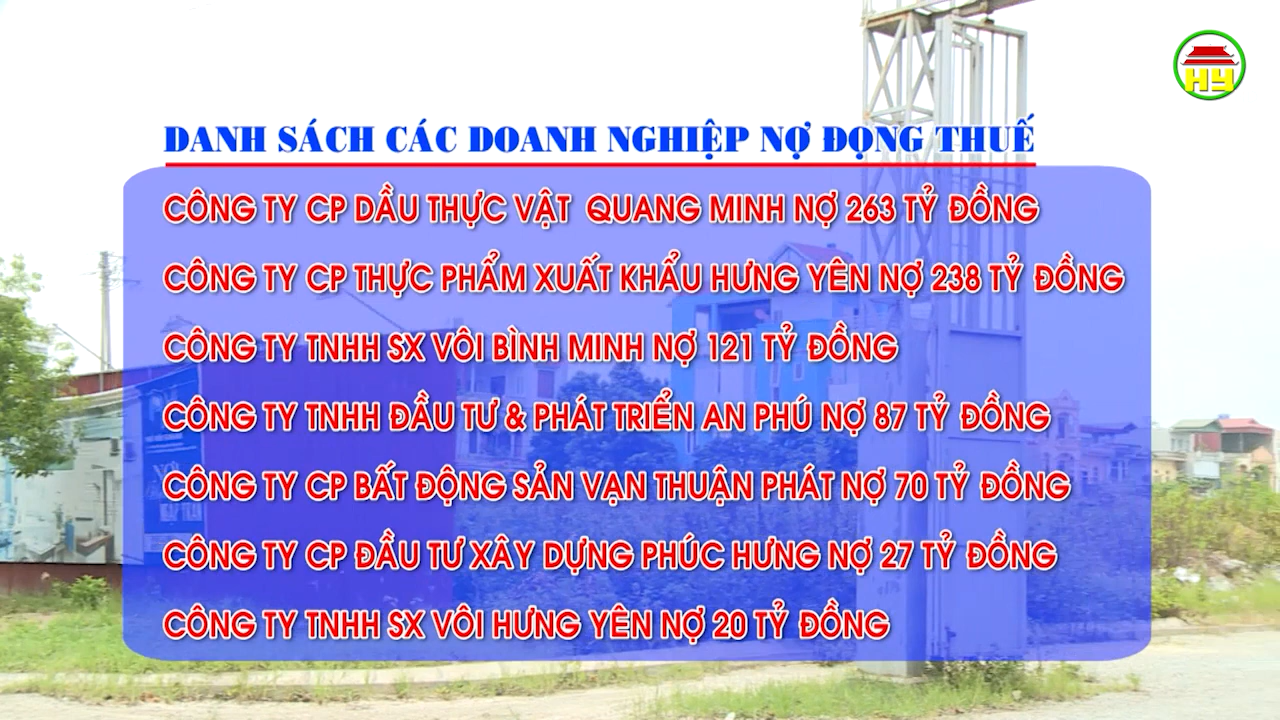 HY
DANH SÁCH CÁC DOANH NGHIỆP NỢ ĐỌNG THUẾ
CÔNG TY CP DẦU THỰC VẬT QUANG MINH NỢ 263 TỶ ĐỒNG
CÔNG TY CP THỰC PHẨM XUẤT KHẨU HƯNG YÊN NỢ 238 TỶ ĐỒNG
CÔNG TY TNHH SX VÔI BÌNH MINH NỢ 121 TỶ ĐỒNG
CÔNG TY TNHH ĐẦU TƯ & PHÁT TRIỂN AN PHÚ NỢ 87 TỶ ĐỒNG
CÔNG TY CP BẤT ĐỘNG SẢN VẠN THUẬN PHÁT NỢ 70 TỶ ĐỒNG
CÔNG TY CP ĐẦU TƯ XÂY DỰNG PHÚC HƯNG NỢ 27 TỶ ĐỒNG
CÔNG TY TNHH SX VÔI HƯNG YÊN NỢ 20 TỶ ĐỒNG